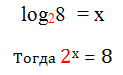 log₂8 = x
Тогда 2ˣ = 8